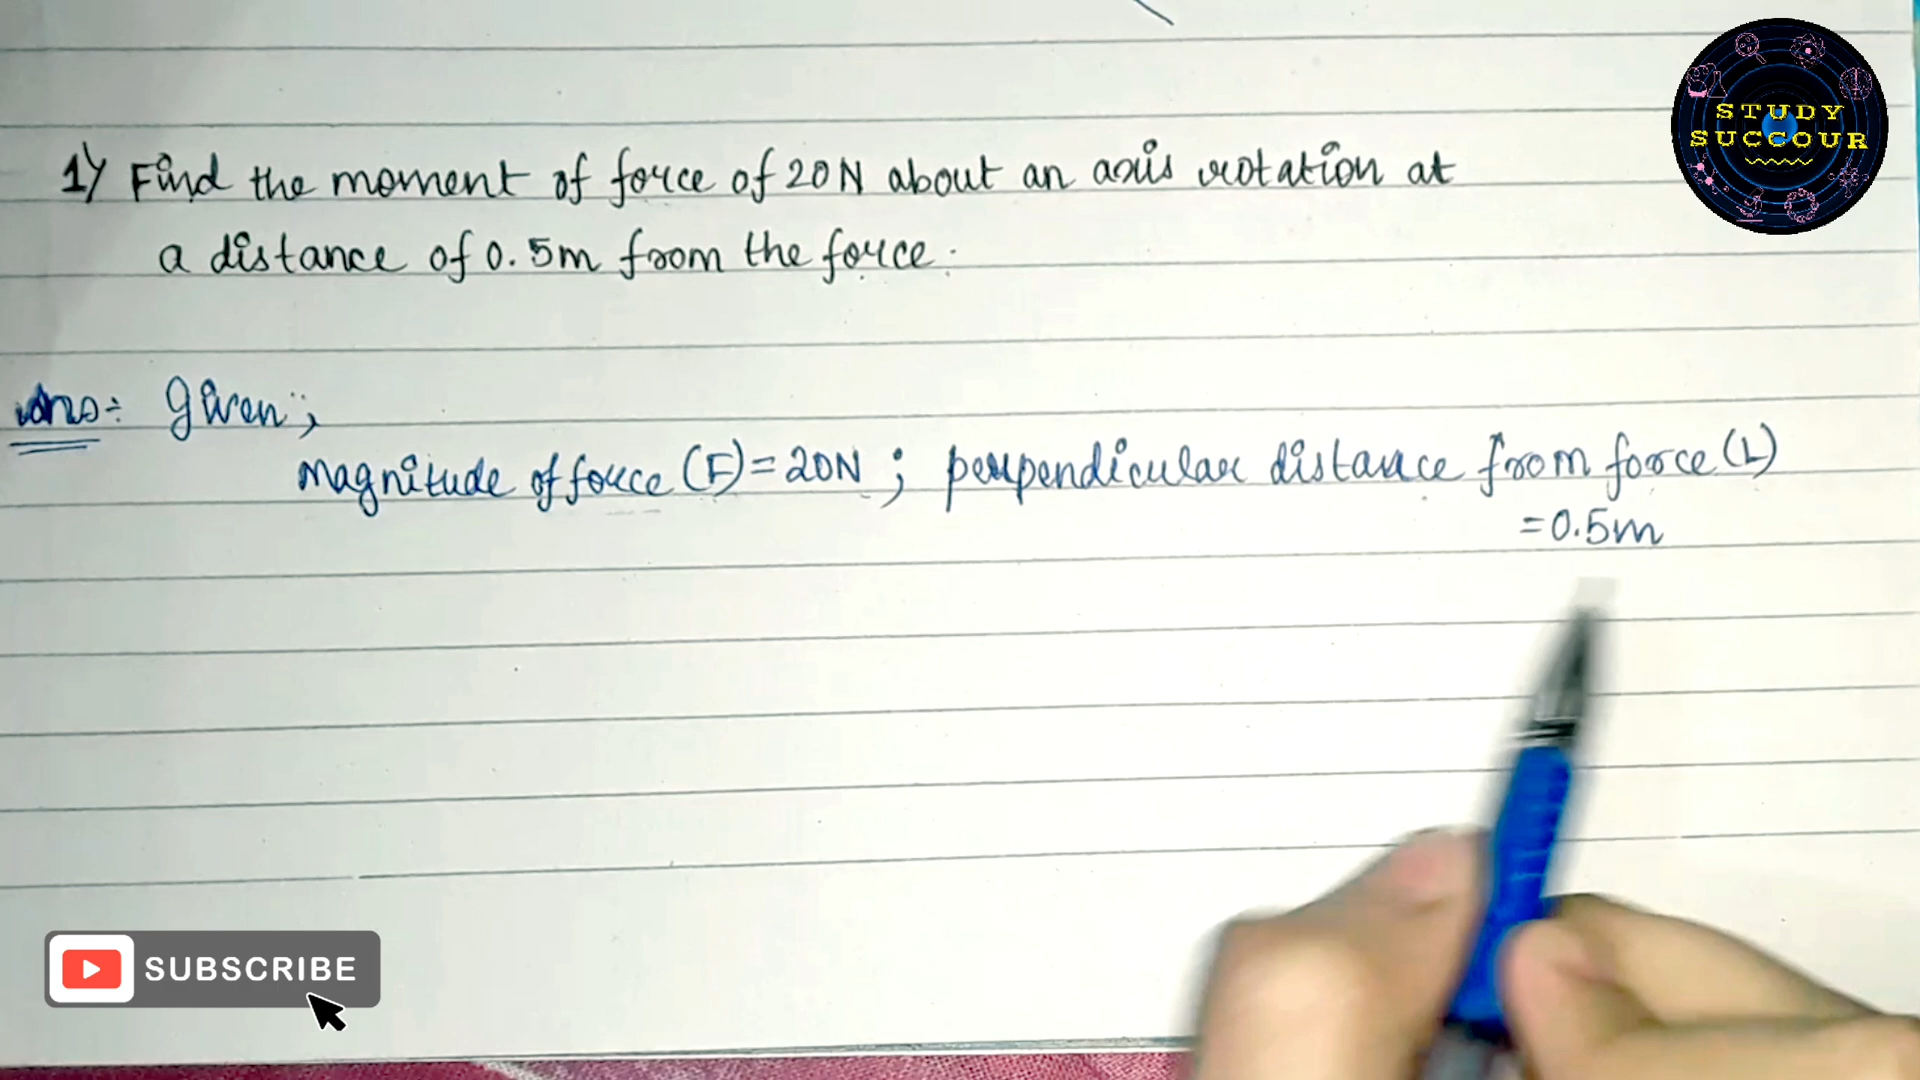 1) Find the moment of force of 20N about an axis rotation at
a distance of 0.5m from the force.
Ans:- Given;,
Magnitude of force (F) = 20N ; perpendicular distance from force (L)
= 0.5m
STUDY
SUCCOUR
SUBSCRIBE